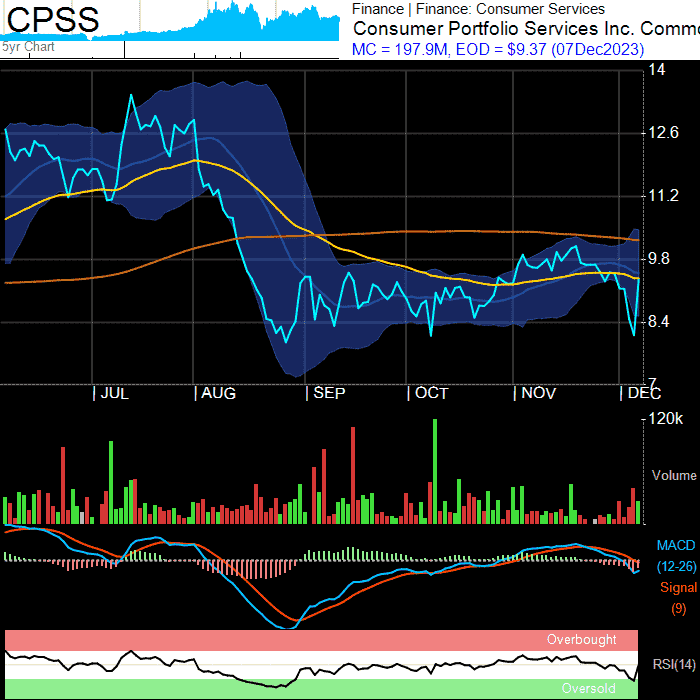 CPSS
5yr Chart
Finance | Finance: Consumer Services
Consumer Portfolio Services Inc. Commo
MC = 197.9M, EOD = $9.37 (07Dec2023)
14
12.6
11.2
9.8
8.4
7
JUL AUG SEP OCT NOV DEC
120k
Volume
MACD
(12-26)
Signal
(9)
Overbought
RSI(14)
Oversold